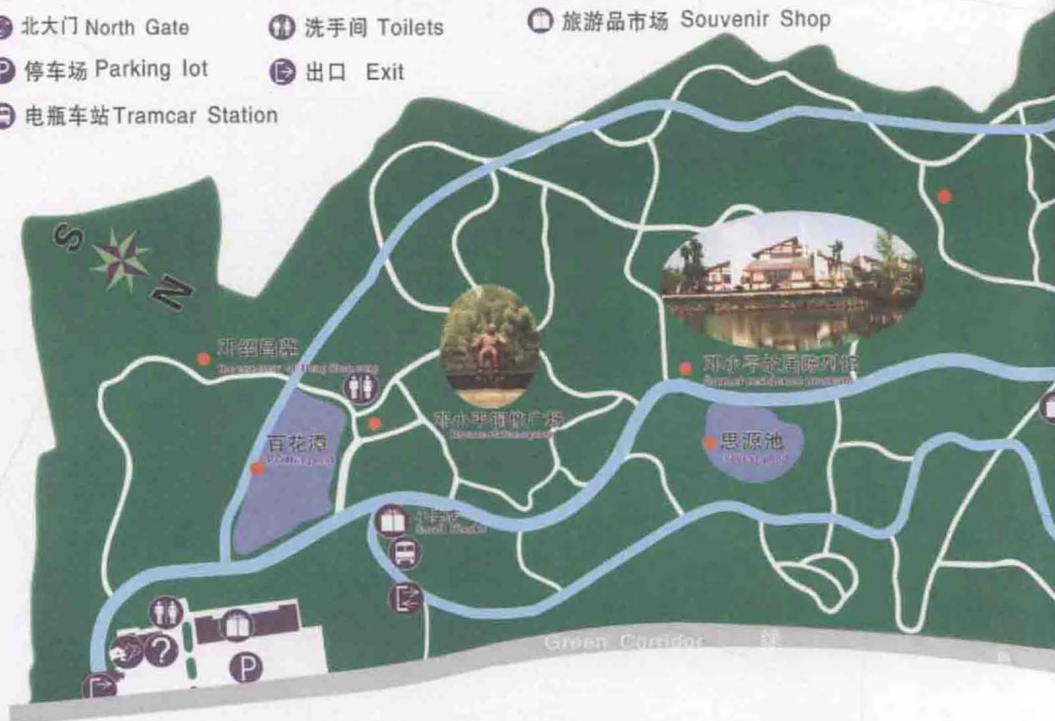 北大门 North Gate
洗手间 Toilets
旅游品市场 Souvenir Shop
P 停车场 Parking lot
出口 Exit
电瓶车站 Tramcar Station
S
N
邓绍昌墓
百花潭
邓小平铜像广场
邓小平故居陈列馆
思源池
小卖部
?
P
Green Corridor 绿